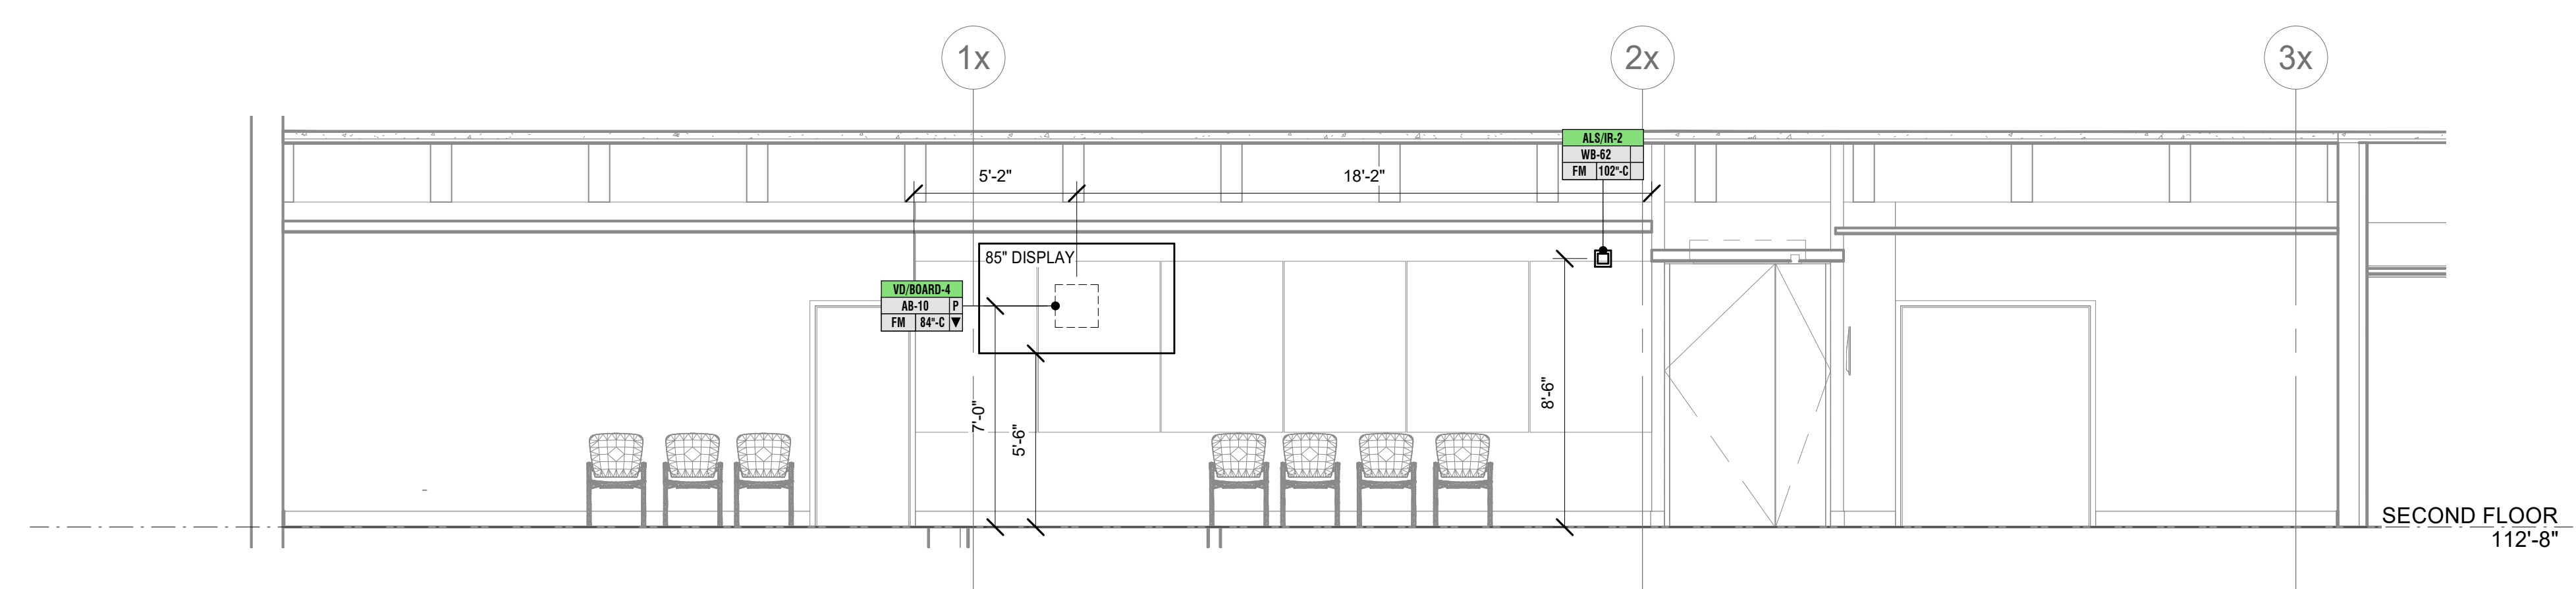 1x
2x
3x
ALS/IR-2
WB-62
FM 102"-C
5'-2"
18'-2"
85" DISPLAY
VD/BOARD-4
AB-10 P
FM 84"-C ▼
7'-0"
5'-6"
8'-6"
SECOND FLOOR
112'-8"